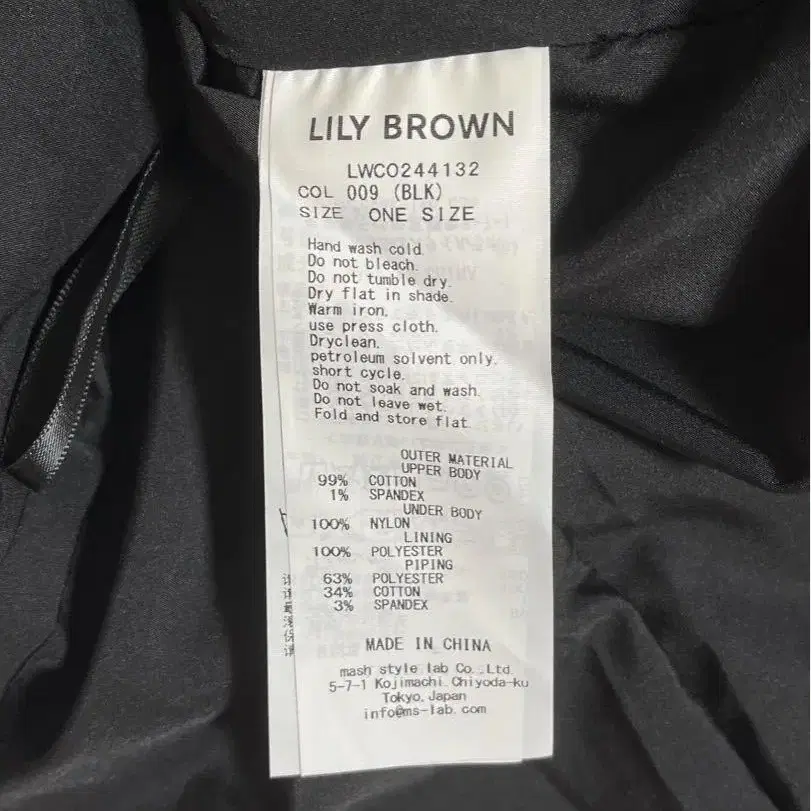 LILY BROWN
LWCO244132
COL 009 (BLK)
SIZE ONE SIZE
Hand wash cold.
Do not bleach.
Do not tumble dry.
Dry flat in shade.
Warm iron.
use press cloth.
Dryclean.
petroleum solvent only.
short cycle.
Do not soak and wash.
Do not leave wet.
Fold and store flat.
OUTER MATERIAL
UPPER BODY
99% COTTON
1% SPANDEX
UNDER BODY
100% NYLON
LINING
100% POLYESTER
PIPING
63% POLYESTER
34% COTTON
3% SPANDEX
MADE IN CHINA
mash style lab Co.,Ltd.
5-7-1 Kojimachi Chiyoda-ku
Tokyo, Japan
info@ms-lab.com